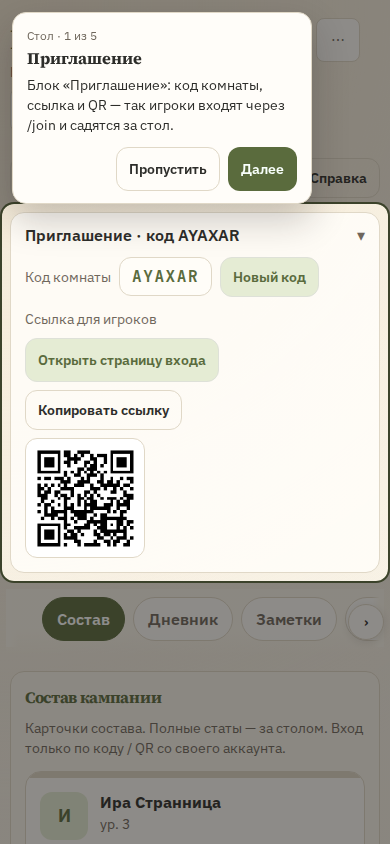 Стол · 1 из 5
Приглашение
Блок «Приглашение»: код комнаты,
ссылка и QR — так игроки входят через
/join и садятся за стол.
Пропустить
Далее
...
Справка
Приглашение · код AYAXAR
▾
Код комнаты
AYAXAR
Новый код
Ссылка для игроков
Открыть страницу входа
Копировать ссылку
Состав
Дневник
Заметки
›
Состав кампании
Карточки состава. Полные статы — за столом. Вход
только по коду / QR со своего аккаунта.
И
Ира Странница
ур. 3